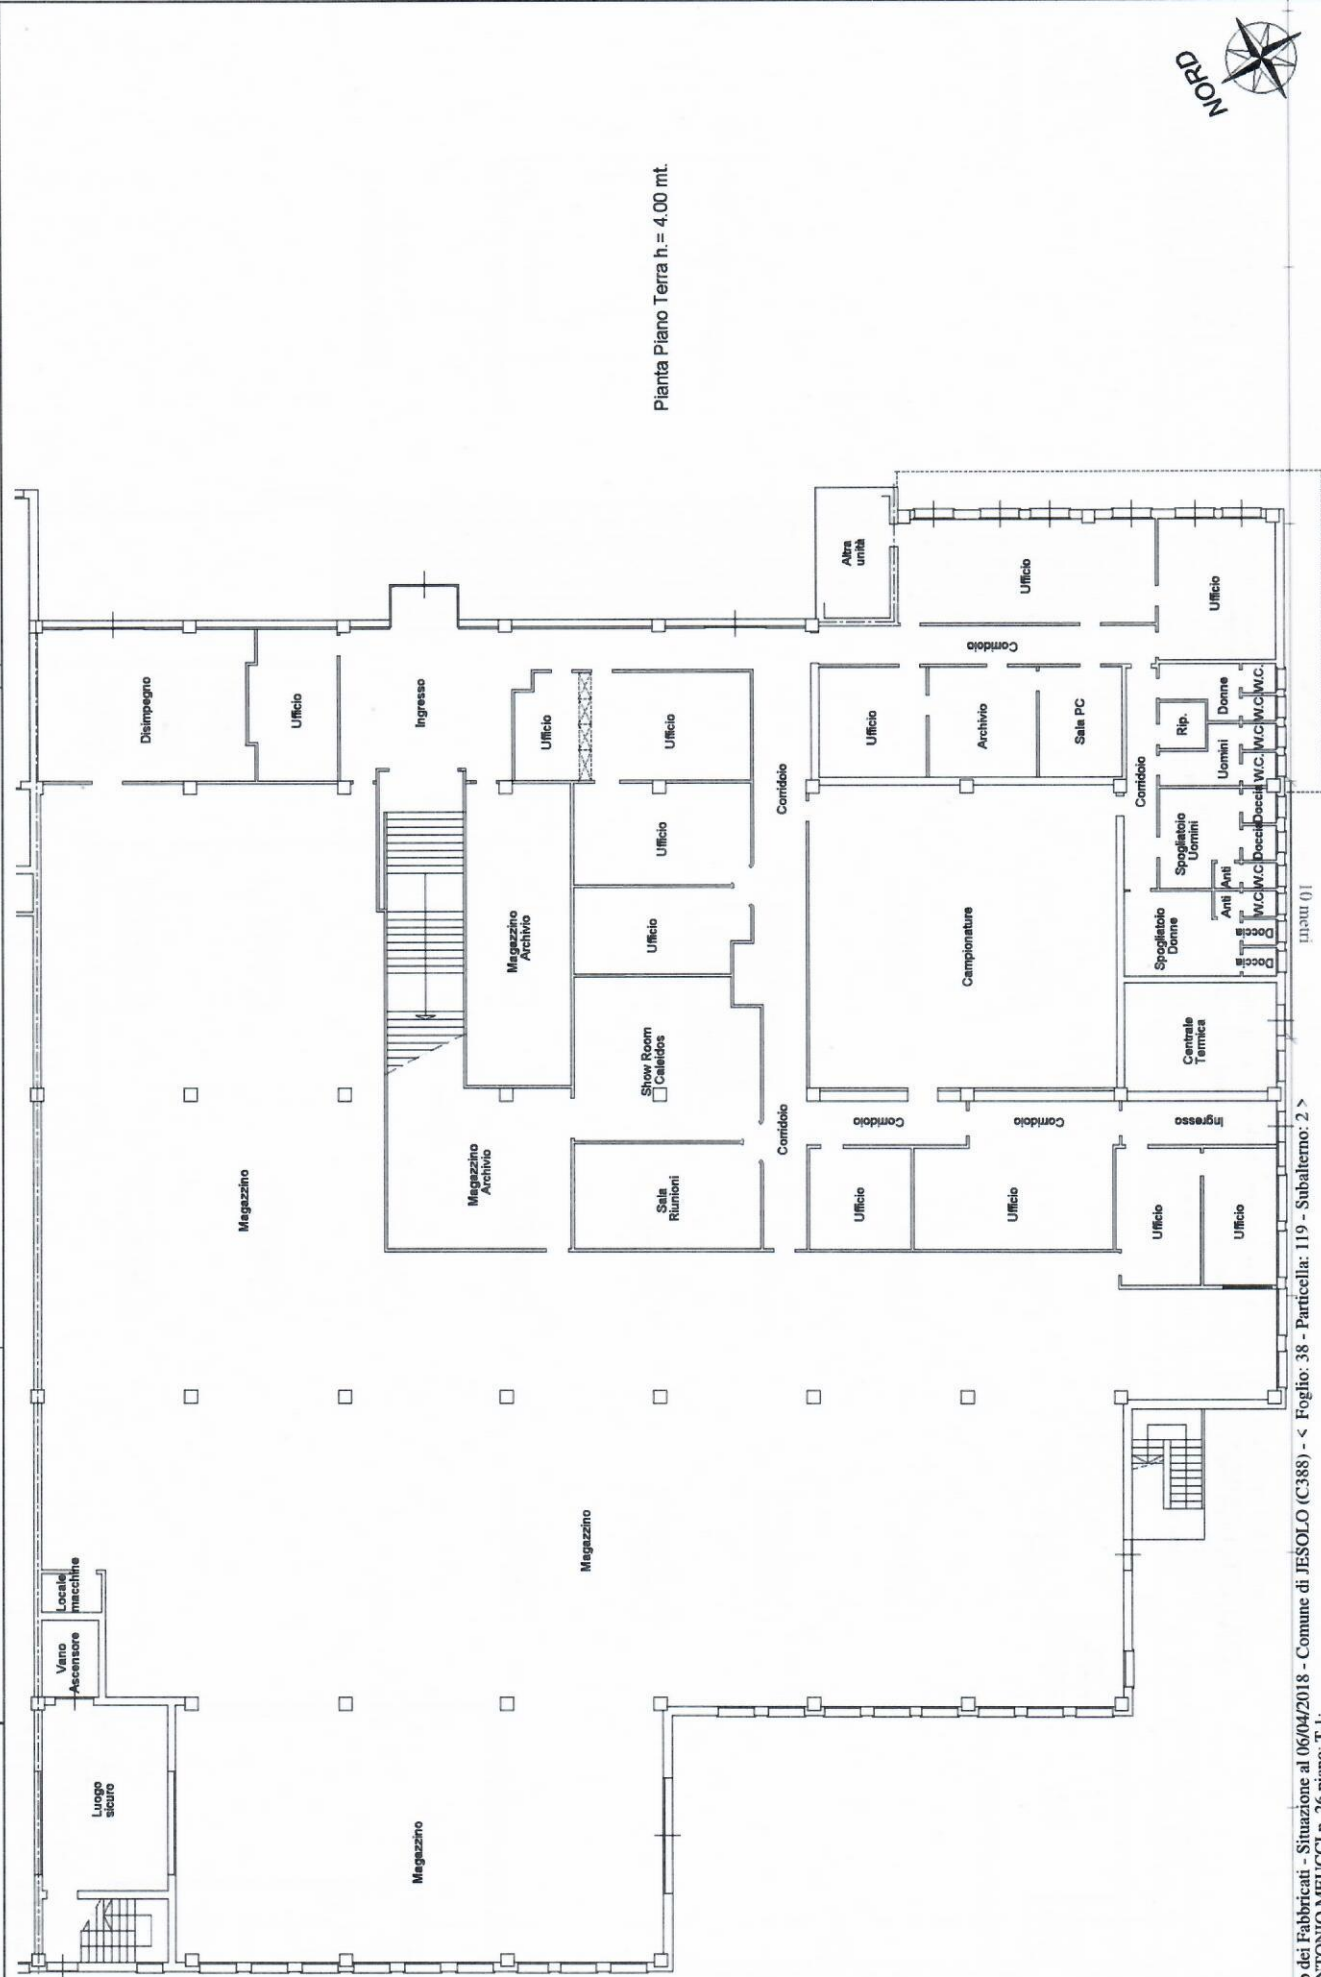 NORD
Pianta Piano Terra h.= 4.00 mt.
Altra
unità
Disimpegno
Ufficio
Ingresso
Ufficio
Ufficio
Ufficio
Ufficio
Corridoio
Ufficio
Archivio
Sala PC
Rip.
Donne
Uomini
W.C.
W.C.
W.C.
W.C.
Corridoio
Corridoio
Magazzino
Archivio
Ufficio
Ufficio
Campionature
Spogliatoio
Uomini
Spogliatoio
Donne
Anti
Anti
Doccia
Doccia
W.C.
W.C.
Doccia
Doccia
10 metri
Show Room
Caleidos
Centrale
Termica
Magazzino
Magazzino
Archivio
Sala
Riunioni
Corridoio
Corridoio
Corridoio
Ingresso
Ufficio
Ufficio
Ufficio
Ufficio
Magazzino
Locale
macchine
Vano
Ascensore
Luogo
sicuro
Magazzino
dei Fabbricati - Situazione al 06/04/2018 - Comune di JESOLO (C388) - < Foglio: 38 - Particella: 119 - Subalterno: 2 >
MEUCCI n. 26 piano: